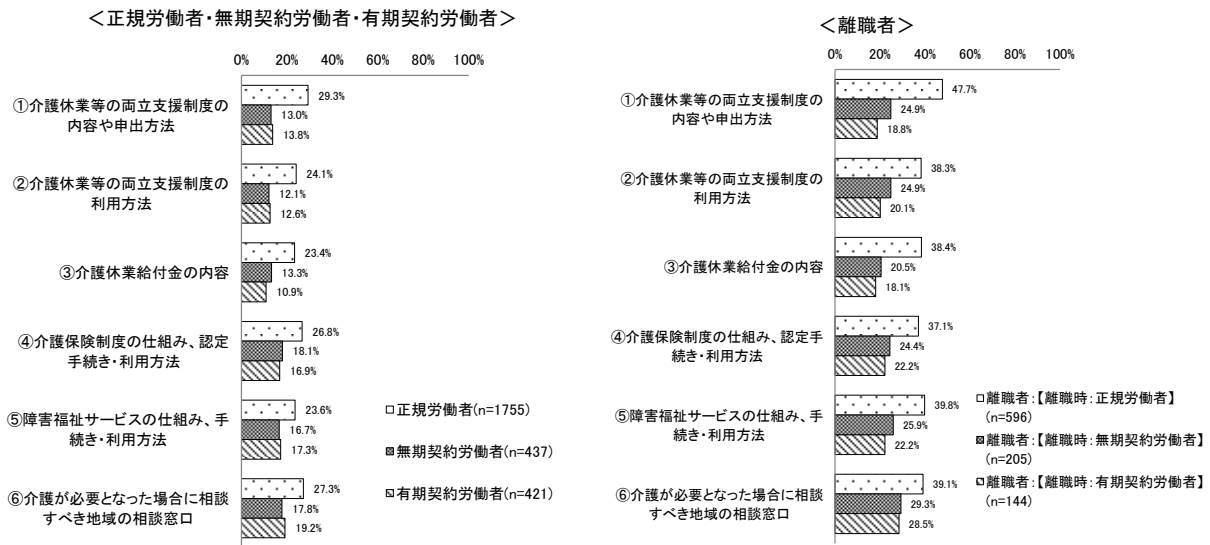 ＜正規労働者・無期契約労働者・有期契約労働者＞
0% 20% 40% 60% 80% 100%
①介護休業等の両立支援制度の
内容や申出方法
29.3%
13.0%
13.8%
②介護休業等の両立支援制度の
利用方法
24.1%
12.1%
12.6%
③介護休業給付金の内容
23.4%
13.3%
10.9%
④介護保険制度の仕組み、認定
手続き・利用方法
26.8%
18.1%
16.9%
⑤障害福祉サービスの仕組み、手
続き・利用方法
23.6%
16.7%
17.3%
⑥介護が必要となった場合に相談
すべき地域の相談窓口
27.3%
17.8%
19.2%
正規労働者(n=1755)
無期契約労働者(n=437)
有期契約労働者(n=421)
＜離職者＞
0% 20% 40% 60% 80% 100%
①介護休業等の両立支援制度の
内容や申出方法
47.7%
24.9%
18.8%
②介護休業等の両立支援制度の
利用方法
38.3%
24.9%
20.1%
③介護休業給付金の内容
38.4%
20.5%
18.1%
④介護保険制度の仕組み、認定
手続き・利用方法
37.1%
24.4%
22.2%
⑤障害福祉サービスの仕組み、手
続き・利用方法
39.8%
25.9%
22.2%
⑥介護が必要となった場合に相談
すべき地域の相談窓口
39.1%
29.3%
28.5%
離職者:【離職時:正規労働者】
(n=596)
離職者:【離職時:無期契約労働者】
(n=205)
離職者:【離職時:有期契約労働者】
(n=144)